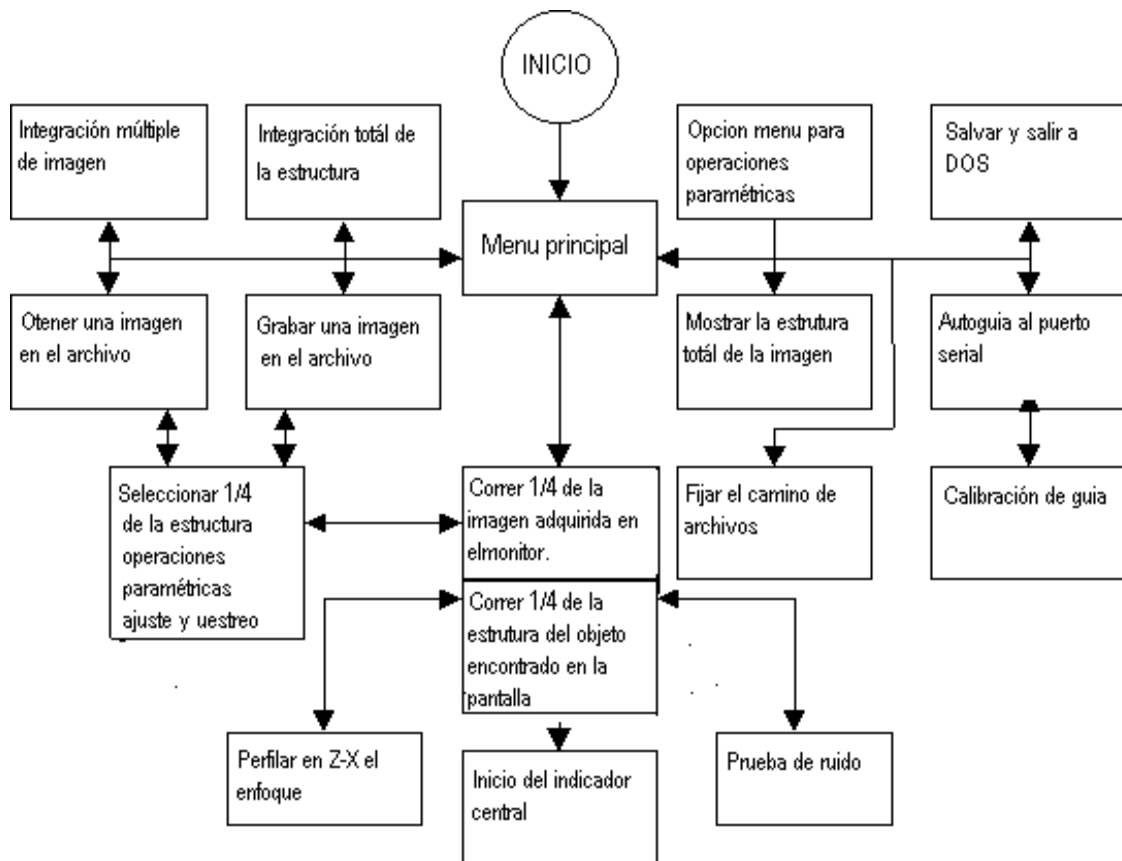 INICIO
Integración múltiple
de imagen
Integración totál de
la estructura
Opcion menu para
operaciones
paramétricas
Salvar y salir a
DOS
Menu principal
Otener una imagen
en el archivo
Grabar una imagen
en el archivo
Mostrar la estrutura
totál de la imagen
Autoguia al puerto
serial
Seleccionar 1/4
de la estructura
operaciones
paramétricas
ajuste y uestreo
Correr 1/4 de la
imagen adquirida en
elmonitor.
Fijar el camino de
archivos
Calibración de guia
Correr 1/4 de la
estrutura del objeto
encontrado en la
pantalla
Perfilar en Z-X el
enfoque
Inicio del indicador
central
Prueba de ruido